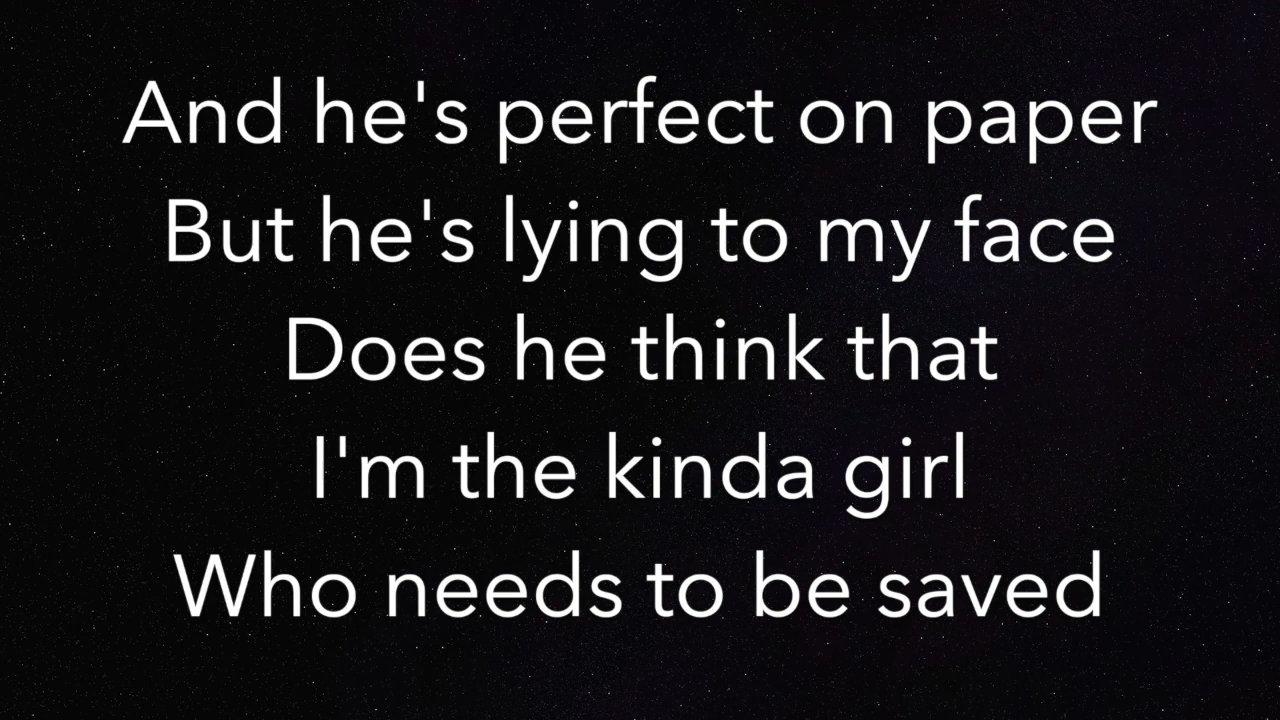 And he's perfect on paper
But he's lying to my face
Does he think that
I'm the kinda girl
Who needs to be saved